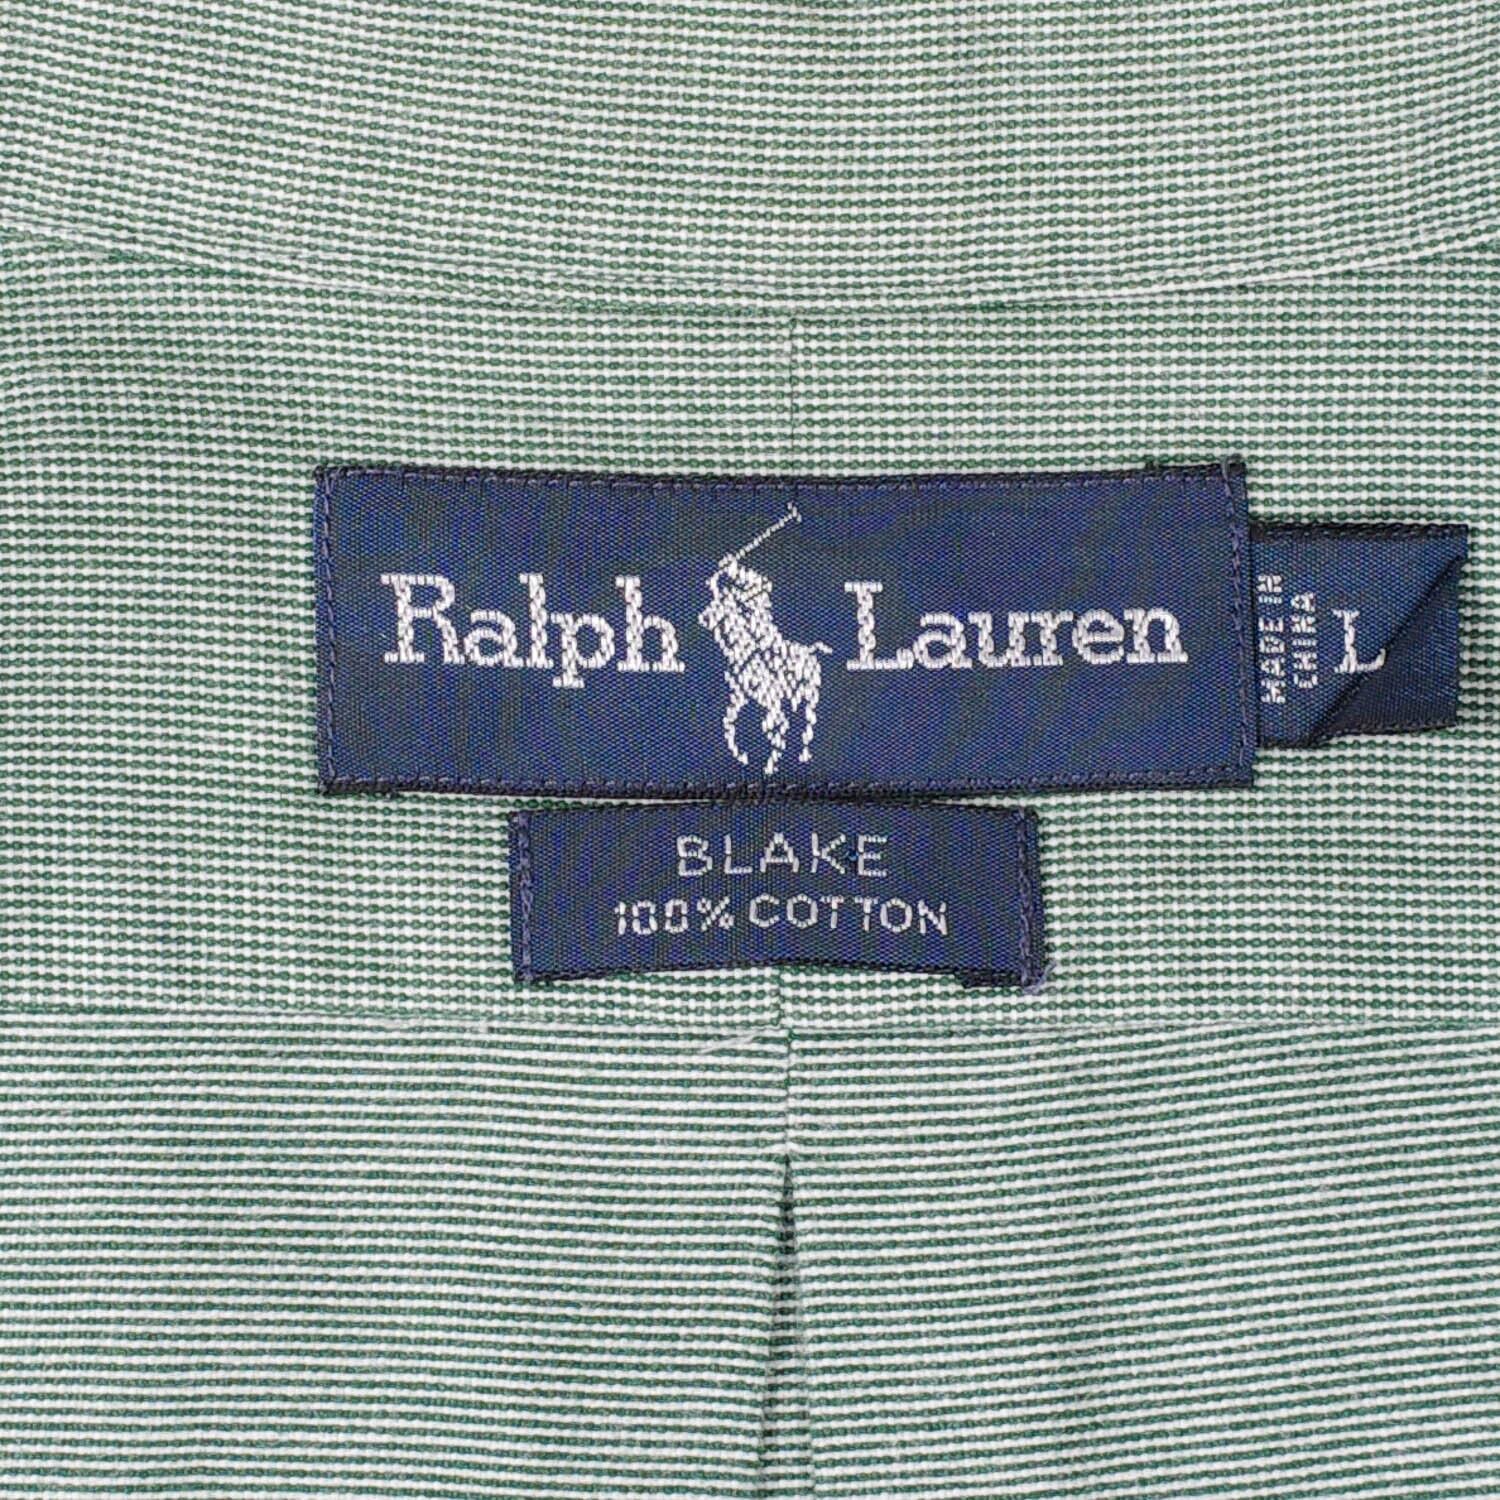 Ralph Lauren
MADE IN
CHINA
L
BLAKE
100% COTTON